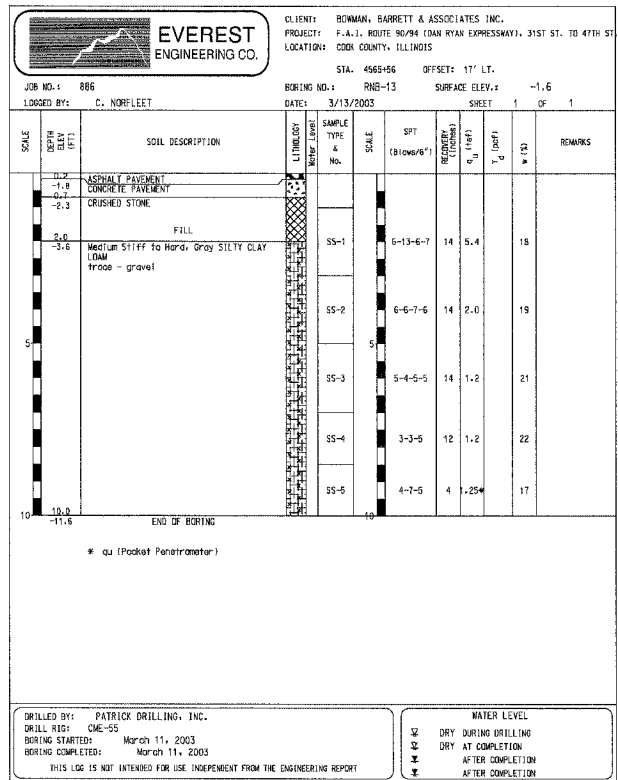 EVEREST
ENGINEERING CO.
CLIENT: BOWMAN, BARRETT & ASSOCIATES INC.
PROJECT: F.A.I. ROUTE 90/94 (DAN RYAN EXPRESSWAY), 31ST ST. TO 47TH ST
LOCATION: COOK COUNTY, ILLINOIS
STA. 4565+56 OFFSET: 17' LT.
JOB NO.: 886 BORING NO.: RNB-13 SURFACE ELEV.: -1.6
LOGGED BY: C. NORFLEET DATE: 3/13/2003 SHEET 1 OF 1
SCALE DEPTH ELEV (FT) SOIL DESCRIPTION LITHOLOGY Water Level SAMPLE TYPE & No. SCALE SPT (Blows/6") RECOVERY (inches) qu (tsf) γd (pcf) w (%) REMARKS
0.2 ASPHALT PAVEMENT
-1.8 CONCRETE PAVEMENT
0.7 CRUSHED STONE
-2.3
FILL
2.0
-3.6 Medium Stiff to Hard, Gray SILTY CLAY
LOAM
trace - gravel
SS-1 6-13-6-7 14 5.4 18
SS-2 6-6-7-6 14 2.0 19
5 5
SS-3 5-4-5-5 14 1.2 21
SS-4 3-3-5 12 1.2 22
SS-5 4-7-5 4 1.25* 17
10 10.0 10
-11.6 END OF BORING
* qu (Pocket Penetrometer)
DRILLED BY: PATRICK DRILLING, INC.
DRILL RIG: CME-55
BORING STARTED: March 11, 2003
BORING COMPLETED: March 11, 2003
THIS LOG IS NOT INTENDED FOR USE INDEPENDENT FROM THE ENGINEERING REPORT
WATER LEVEL
DRY DURING DRILLING
DRY AT COMPLETION
AFTER COMPLETION
AFTER COMPLETION